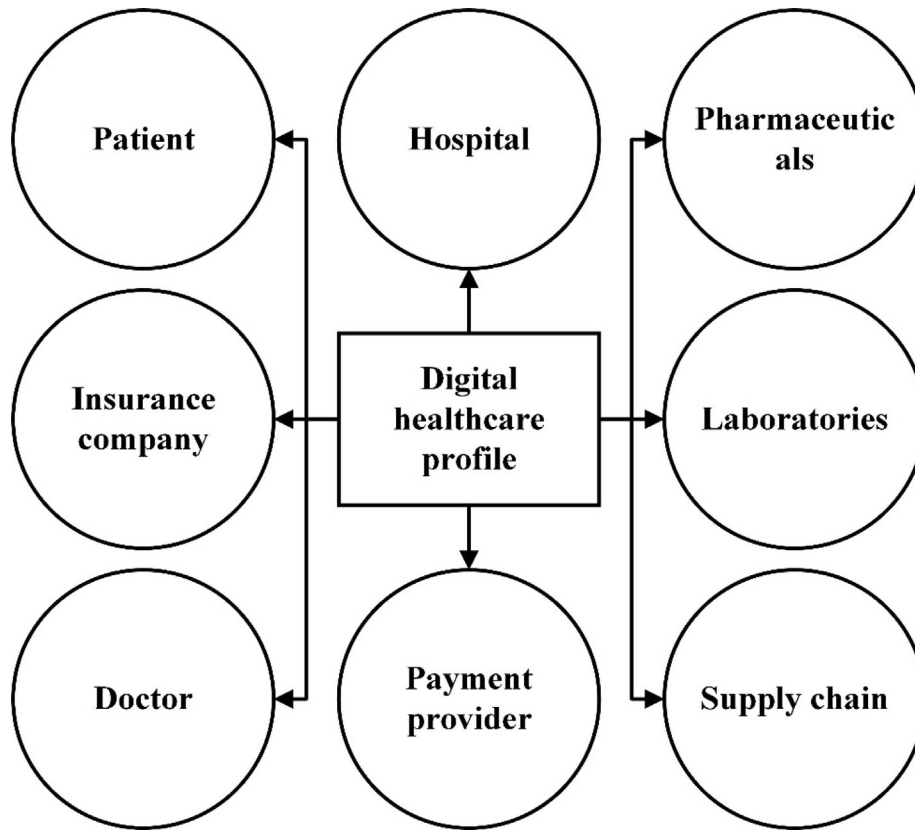 Patient
Hospital
Pharmaceutic
als
Insurance
company
Digital
healthcare
profile
Laboratories
Doctor
Payment
provider
Supply chain